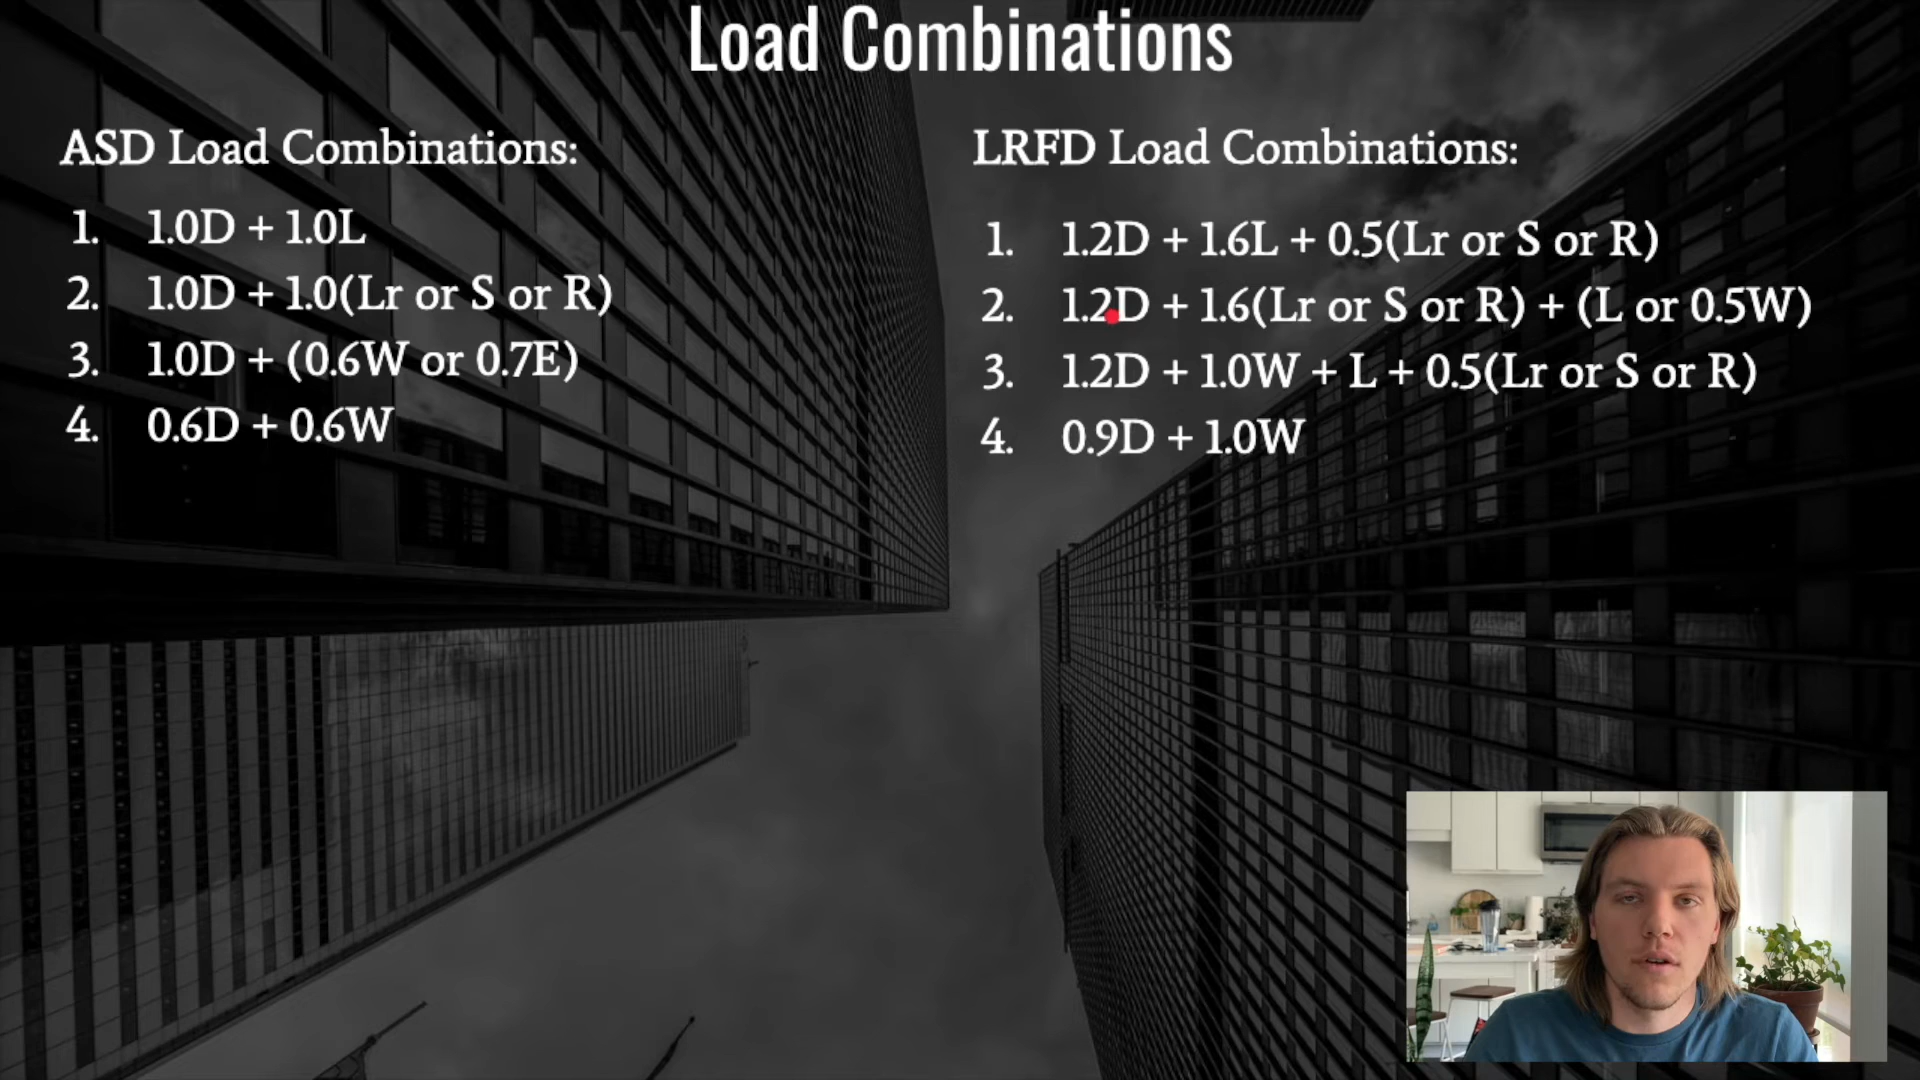 Load Combinations
ASD Load Combinations:
1. 1.0D + 1.0L
2. 1.0D + 1.0(Lr or S or R)
3. 1.0D + (0.6W or 0.7E)
4. 0.6D + 0.6W
LRFD Load Combinations:
1. 1.2D + 1.6L + 0.5(Lr or S or R)
2. 1.2D + 1.6(Lr or S or R) + (L or 0.5W)
3. 1.2D + 1.0W + L + 0.5(Lr or S or R)
4. 0.9D + 1.0W